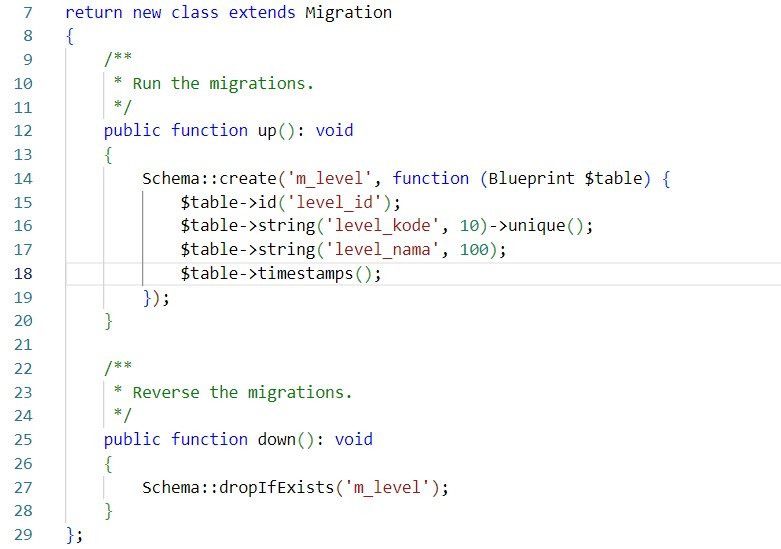 7 return new class extends Migration
8 {
9     /**
10      * Run the migrations.
11      */
12     public function up(): void
13     {
14         Schema::create('m_level', function (Blueprint $table) {
15             $table->id('level_id');
16             $table->string('level_kode', 10)->unique();
17             $table->string('level_nama', 100);
18             $table->timestamps();
19         });
20     }
21
22     /**
23      * Reverse the migrations.
24      */
25     public function down(): void
26     {
27         Schema::dropIfExists('m_level');
28     }
29 };